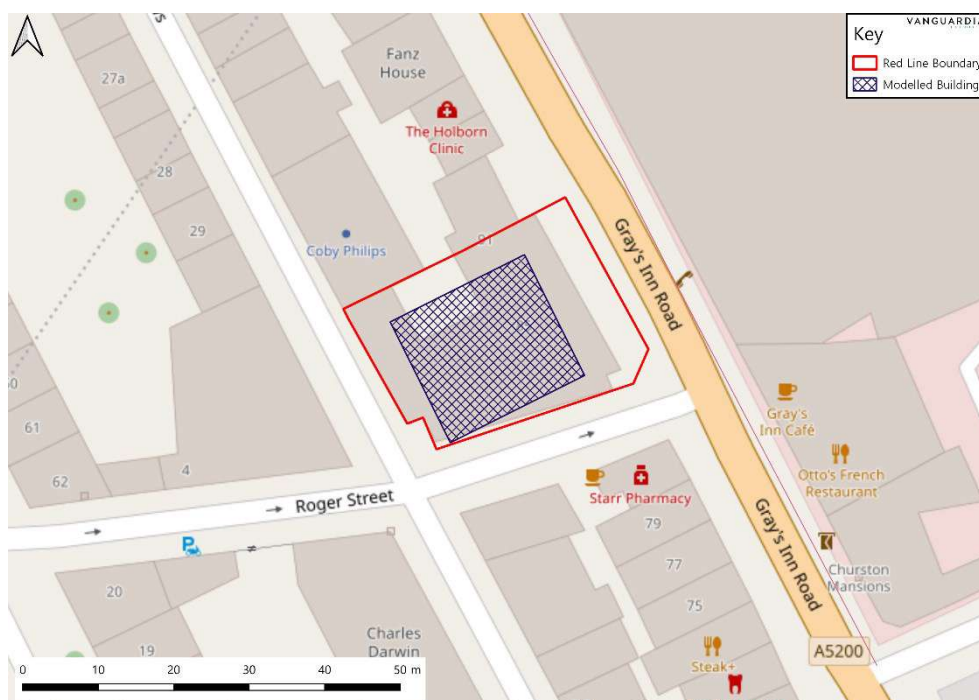 VANGUARDIA
Key
Red Line Boundary
Modelled Building
27a
Fanz
House
The Holborn
Clinic
28
29
Coby Philips
81
Gray's Inn Road
61
62
4
Roger Street
Gray's
Inn Café
Otto's French
Restaurant
Starr Pharmacy
79
77
75
Gray's Inn Road
Churston
Mansions
P
20
19
Charles
Darwin
Steak+
A5200
0 10 20 30 40 50 m